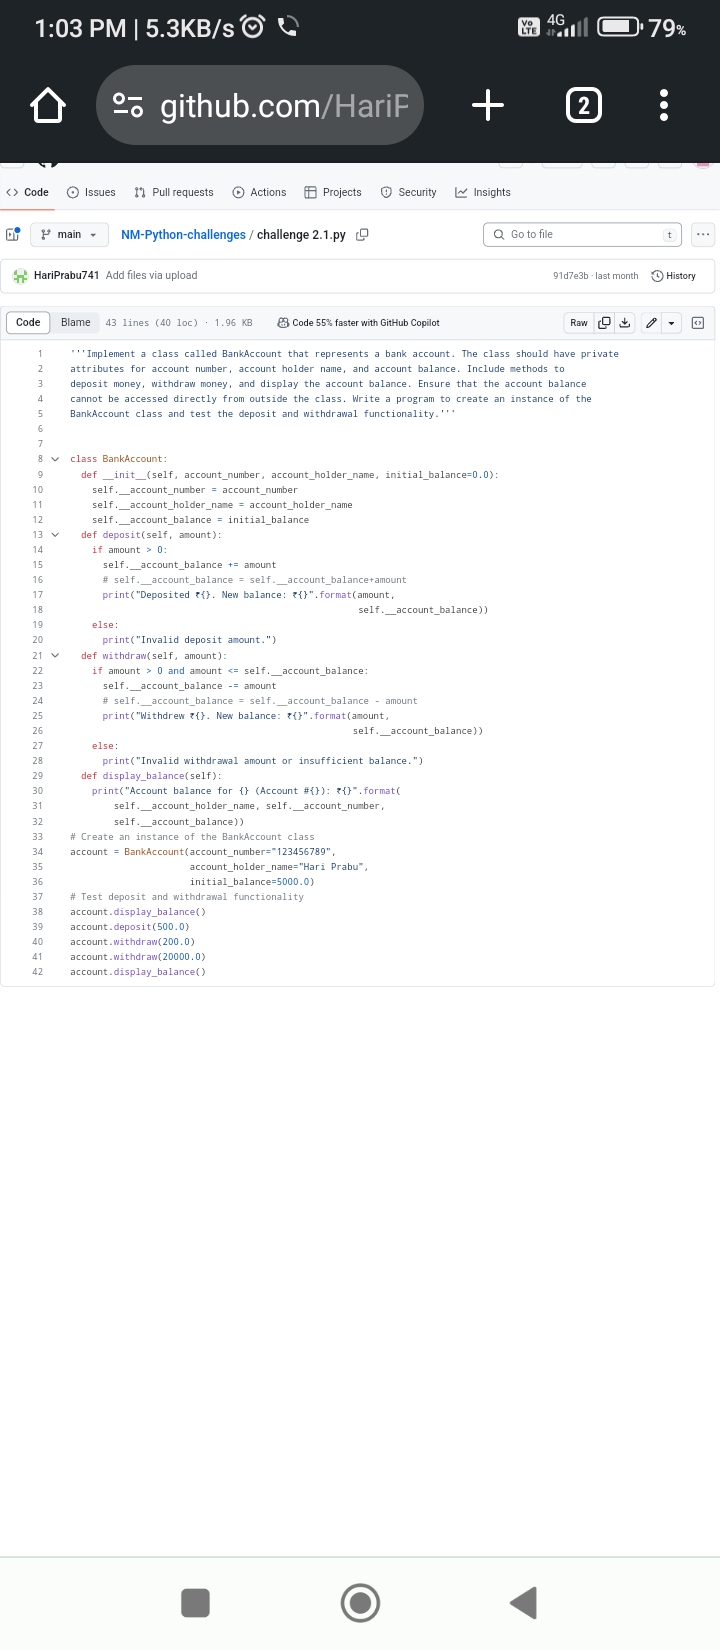 1:03 PM | 5.3KB/s Vo LTE 4G 79%
github.com/HariP 2
Code Issues Pull requests Actions Projects Security Insights
main NM-Python-challenges / challenge 2.1.py Go to file t
HariPrabu741 Add files via upload 91d7e3b · last month History
Code Blame 43 lines (40 loc) · 1.96 KB Code 55% faster with GitHub Copilot Raw
1 '''Implement a class called BankAccount that represents a bank account. The class should have private
2 attributes for account number, account holder name, and account balance. Include methods to
3 deposit money, withdraw money, and display the account balance. Ensure that the account balance
4 cannot be accessed directly from outside the class. Write a program to create an instance of the
5 BankAccount class and test the deposit and withdrawal functionality.'''
6
7
8 class BankAccount:
9 def __init__(self, account_number, account_holder_name, initial_balance=0.0):
10 self.__account_number = account_number
11 self.__account_holder_name = account_holder_name
12 self.__account_balance = initial_balance
13 def deposit(self, amount):
14 if amount > 0:
15 self.__account_balance += amount
16 # self.__account_balance = self.__account_balance+amount
17 print("Deposited ₹{}. New balance: ₹{}".format(amount,
18 self.__account_balance))
19 else:
20 print("Invalid deposit amount.")
21 def withdraw(self, amount):
22 if amount > 0 and amount <= self.__account_balance:
23 self.__account_balance -= amount
24 # self.__account_balance = self.__account_balance - amount
25 print("Withdrew ₹{}. New balance: ₹{}".format(amount,
26 self.__account_balance))
27 else:
28 print("Invalid withdrawal amount or insufficient balance.")
29 def display_balance(self):
30 print("Account balance for {} (Account #{}): ₹{}".format(
31 self.__account_holder_name, self.__account_number,
32 self.__account_balance))
33 # Create an instance of the BankAccount class
34 account = BankAccount(account_number="123456789",
35 account_holder_name="Hari Prabu",
36 initial_balance=5000.0)
37 # Test deposit and withdrawal functionality
38 account.display_balance()
39 account.deposit(500.0)
40 account.withdraw(200.0)
41 account.withdraw(20000.0)
42 account.display_balance()